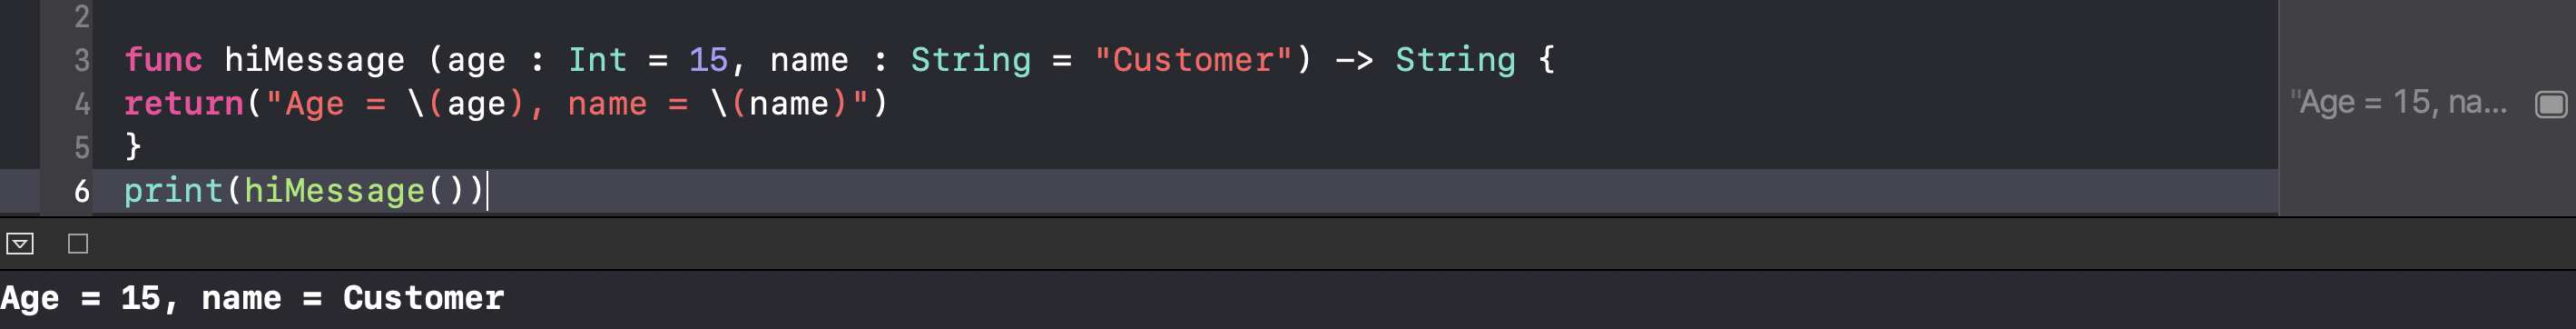 2
3 func hiMessage (age : Int = 15, name : String = "Customer") -> String {
4 return("Age = \(age), name = \(name)")
"Age = 15, na...
5 }
6 print(hiMessage())
Age = 15, name = Customer